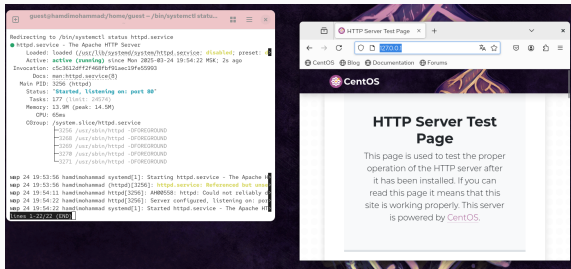 guest@hamdimohammad:/home/guest — /bin/systemctl statu...
Redirecting to /bin/systemctl status httpd.service
● httpd.service - The Apache HTTP Server
Loaded: loaded (/usr/lib/systemd/system/httpd.service; disabled; preset:
Active: active (running) since Mon 2025-03-24 19:54:22 MSK; 2s ago
Invocation: c5c3612dff2f468fbf91aec19fe55993
Docs: man:httpd.service(8)
Main PID: 3256 (httpd)
Status: "Started, listening on: port 80"
Tasks: 177 (limit: 24574)
Memory: 13.9M (peak: 14.5M)
CPU: 65ms
CGroup: /system.slice/httpd.service
├─3256 /usr/sbin/httpd -DFOREGROUND
├─3268 /usr/sbin/httpd -DFOREGROUND
├─3269 /usr/sbin/httpd -DFOREGROUND
├─3270 /usr/sbin/httpd -DFOREGROUND
└─3271 /usr/sbin/httpd -DFOREGROUND
мар 24 19:53:56 hamdimohammad systemd[1]: Starting httpd.service - The Apache H
мар 24 19:53:56 hamdimohammad (httpd)[3256]: httpd.service: Referenced but unse
мар 24 19:54:11 hamdimohammad httpd[3256]: AH00558: httpd: Could not reliably d
мар 24 19:54:22 hamdimohammad httpd[3256]: Server configured, listening on: por
мар 24 19:54:22 hamdimohammad systemd[1]: Started httpd.service - The Apache HT
lines 1-22/22 (END)
HTTP Server Test Page
127.0.0.1
CentOS Blog Documentation Forums
CentOS
HTTP Server Test
Page
This page is used to test the proper
operation of the HTTP server after
it has been installed. If you can
read this page it means that this
site is working properly. This server
is powered by CentOS.